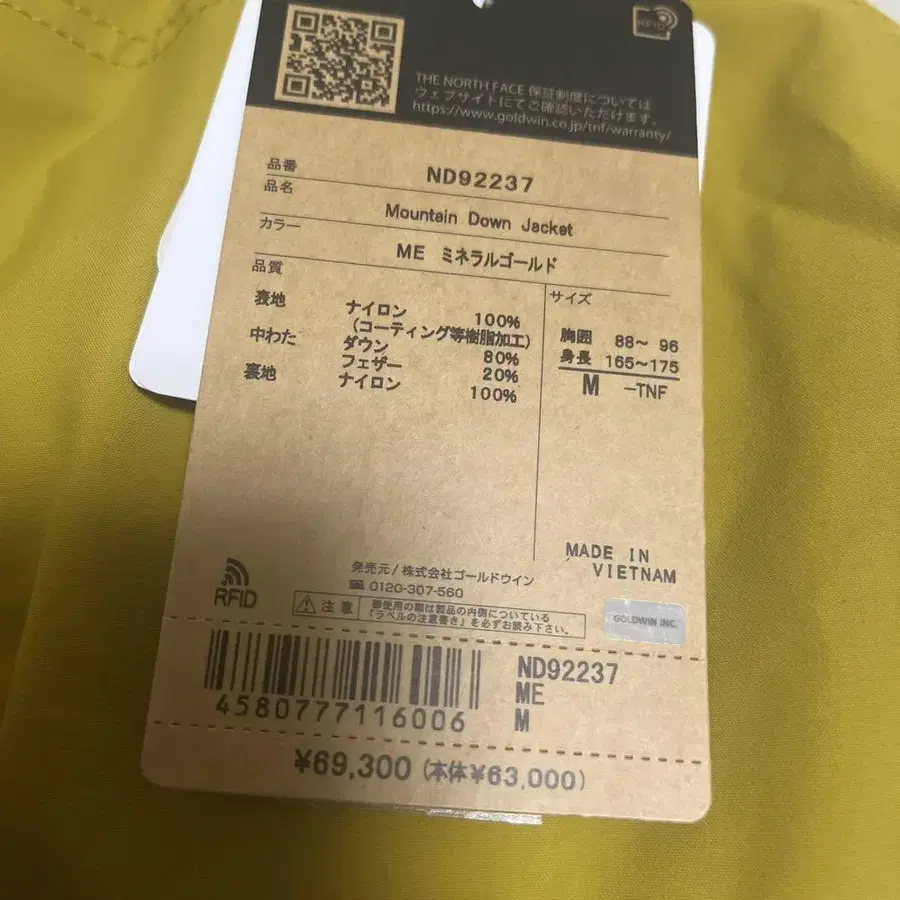 RFID
THE NORTH FACE 保証制度については
ウェブサイトにてご確認いただけます。
https://www.goldwin.co.jp/tnf/warranty/
品番 ND92237
品名 Mountain Down Jacket
カラー ME ミネラルゴールド
品質
表地 ナイロン 100%
(コーティング等樹脂加工)
中わた ダウン 80%
フェザー 20%
裏地 ナイロン 100%
サイズ
胸囲 88～ 96
身長 165～175
M -TNF
MADE IN
VIETNAM
発売元/株式会社ゴールドウイン
0120-307-560
RFID
注 意
御使用の際は製品の内側についている
「ラベルの注意書き」を必ずお読み下さい。
GOLDWIN INC.
4580777116006
ND92237
ME
M
¥69,300 (本体¥63,000)